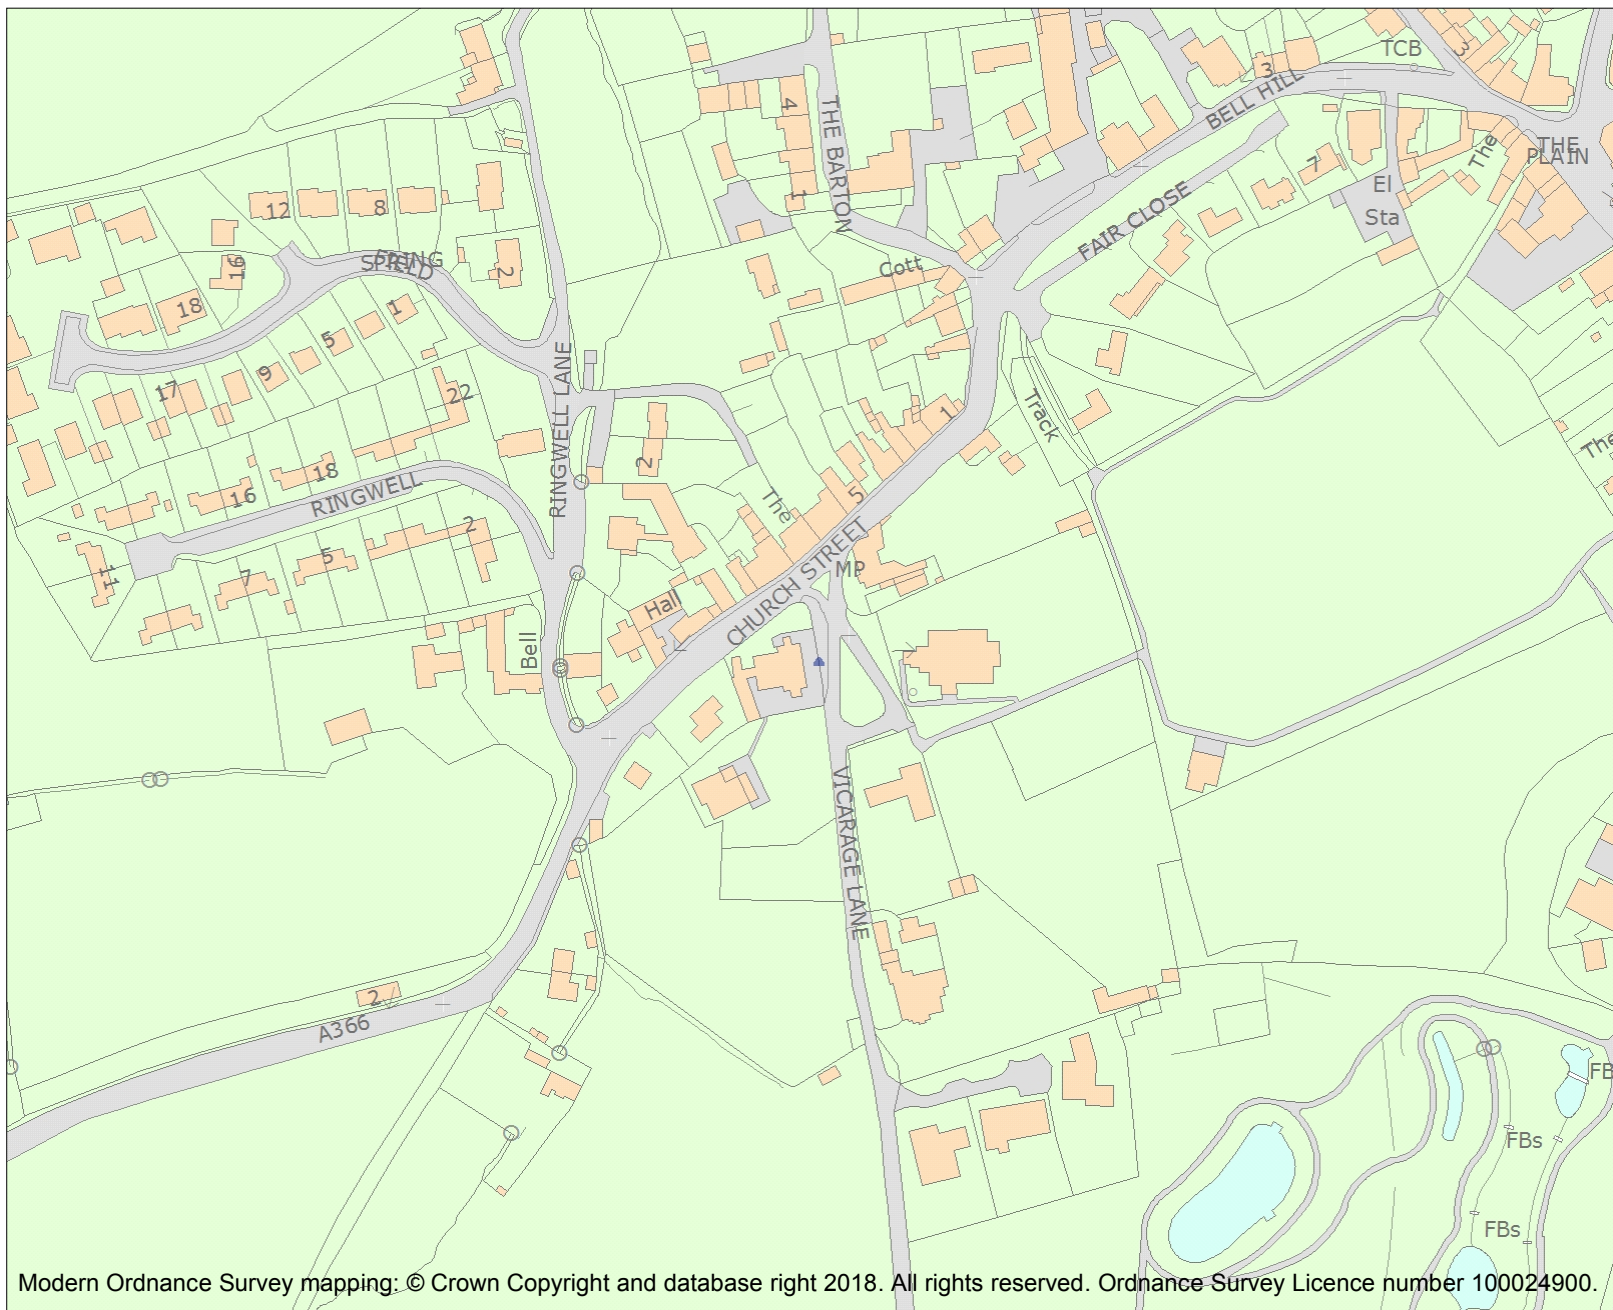 TCB
3
3
BELL HILL
4
THE BARTON
THE
PLAIN
The
7
El
Sta
1
FAIR CLOSE
12
8
SPRING
FIELD
16
2
Cott
18
1
5
9
17
22
RINGWELL LANE
Track
1
The
2
18
16
RINGWELL
The
5
2
5
7
11
CHURCH STREET
MP
Hall
Bell
VICARAGE LANE
2
A366
FB
FBs
FBs
Modern Ordnance Survey mapping: © Crown Copyright and database right 2018. All rights reserved. Ordnance Survey Licence number 100024900.